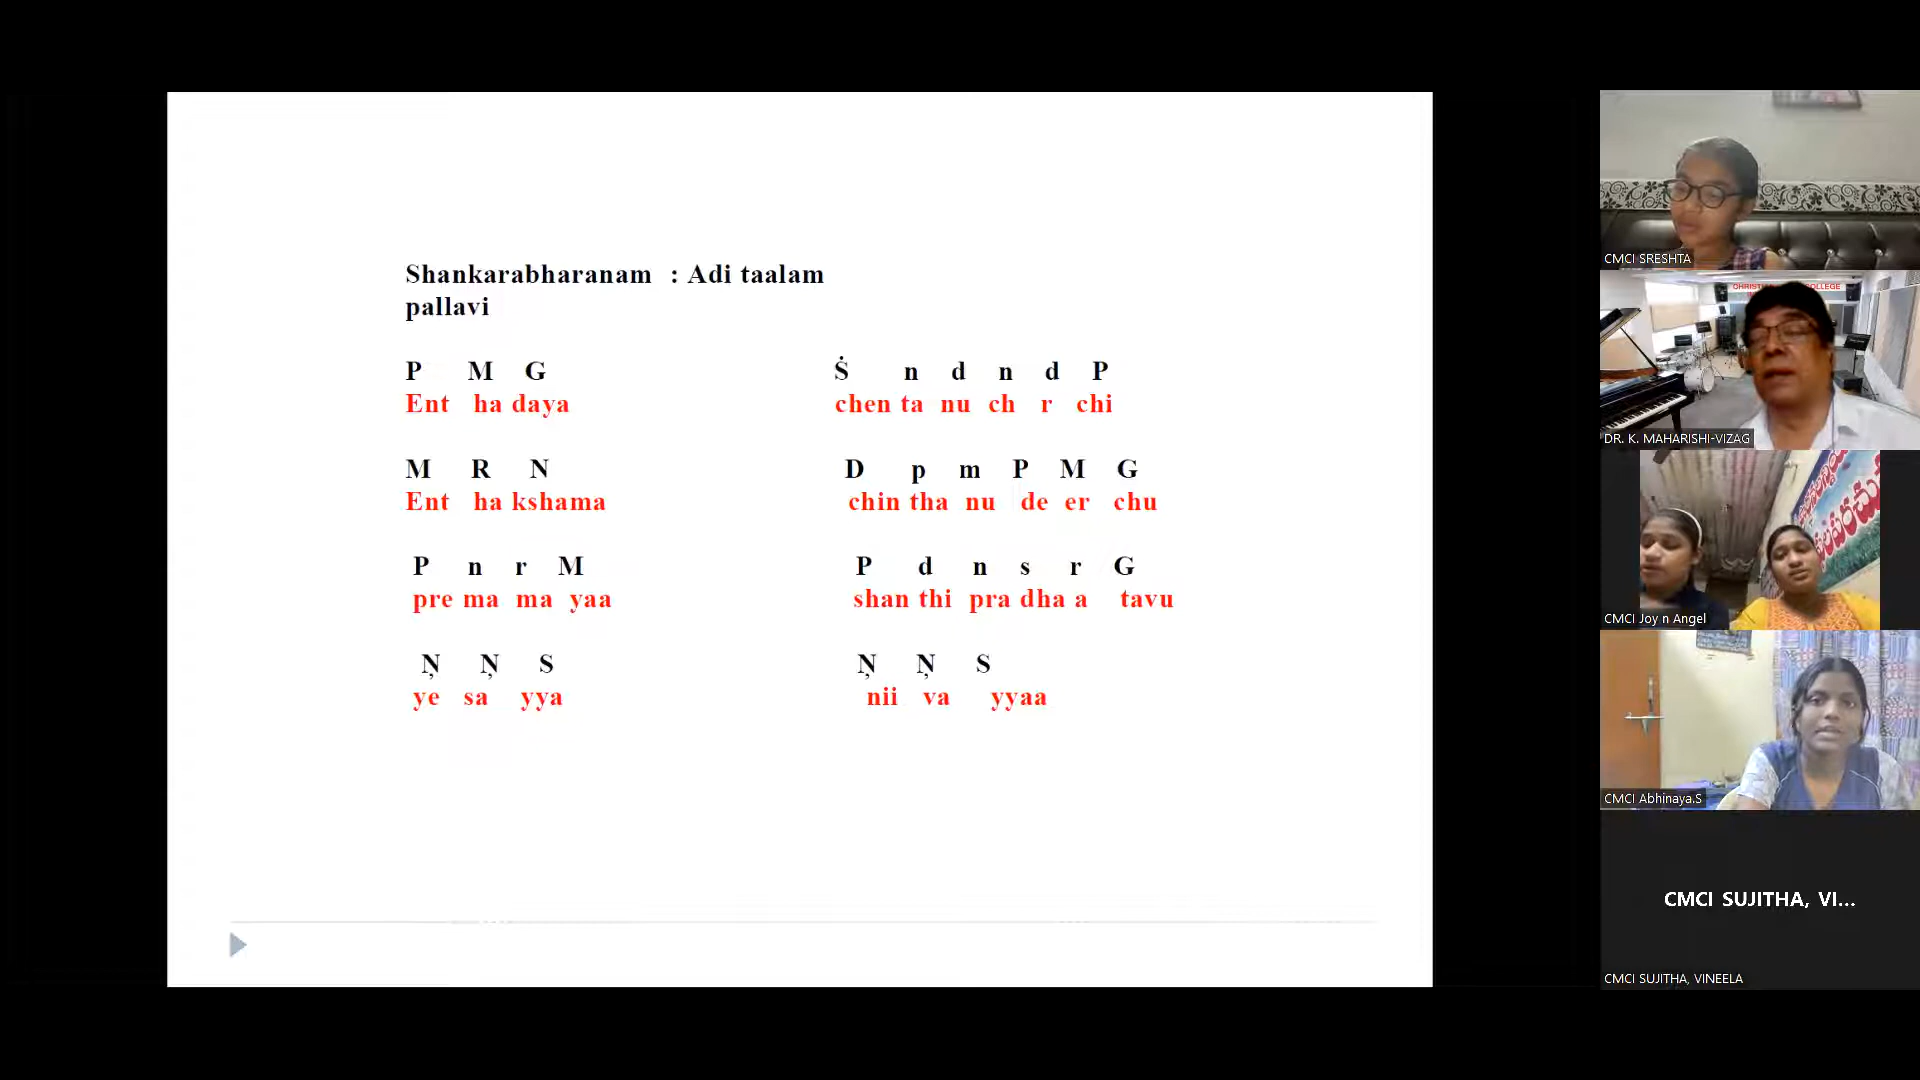 Shankarabharanam : Adi taalam
pallavi
P M G Ṡ n d n d P
Ent ha daya chen ta nu ch r chi
M R N D p m P M G
Ent ha kshama chin tha nu de er chu
P n r M P d n s r G
pre ma ma yaa shan thi pra dha a tavu
Ṇ Ṇ S Ṇ Ṇ S
ye sa yya nii va yyaa
CMCI SRESHTA
COLLEGE
DR. K. MAHARISHI-VIZAG
CMCI Joy n Angel
CMCI Abhinaya.S
CMCI SUJITHA, VI...
CMCI SUJITHA, VINEELA